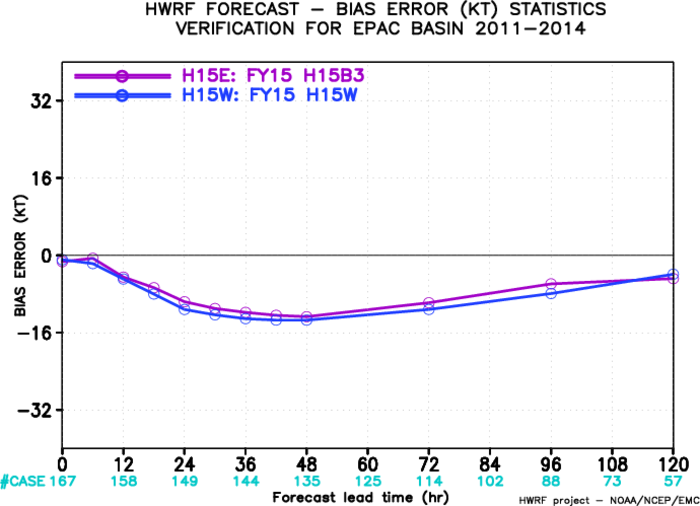 HWRF FORECAST – BIAS ERROR (KT) STATISTICS
VERIFICATION FOR EPAC BASIN 2011–2014
H15E: FY15 H15B3
H15W: FY15 H15W
32
16
0
−16
−32
BIAS ERROR (KT)
0 12 24 36 48 60 72 84 96 108 120
#CASE 167 158 149 144 135 125 114 102 88 73 57
Forecast lead time (hr)
HWRF project – NOAA/NCEP/EMC